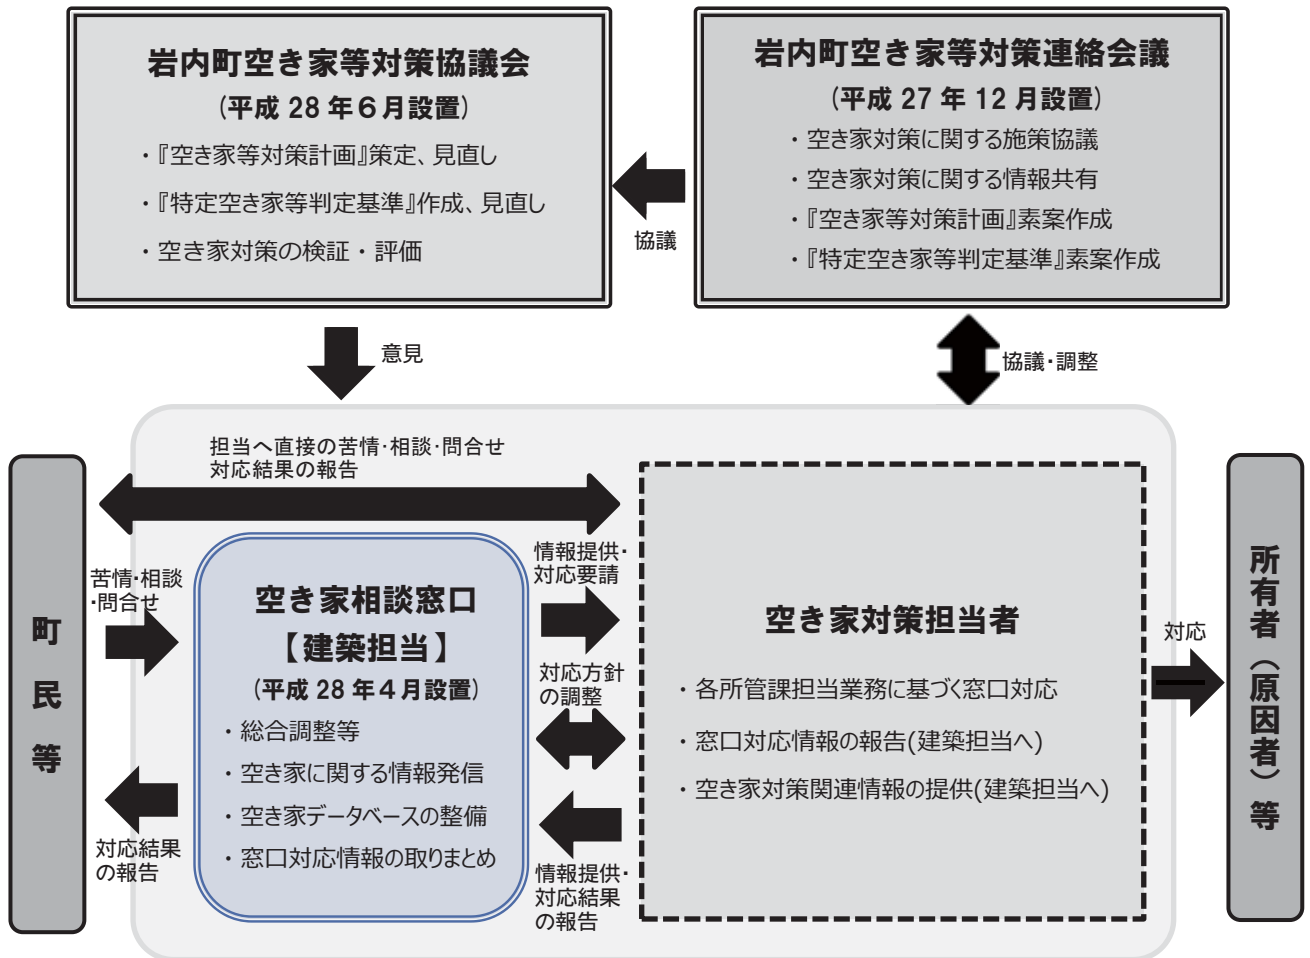 岩内町空き家等対策協議会
(平成 28 年６月設置)
・『空き家等対策計画』策定、見直し
・『特定空き家等判定基準』作成、見直し
・空き家対策の検証・評価
岩内町空き家等対策連絡会議
(平成 27 年 12 月設置)
・空き家対策に関する施策協議
・空き家対策に関する情報共有
・『空き家等対策計画』素案作成
・『特定空き家等判定基準』素案作成
協議
意見
協議・調整
担当へ直接の苦情・相談・問合せ
対応結果の報告
町民等
苦情・相談
・問合せ
対応結果
の報告
空き家相談窓口
【建築担当】
(平成 28 年４月設置)
・総合調整等
・空き家に関する情報発信
・空き家データベースの整備
・窓口対応情報の取りまとめ
情報提供・
対応要請
対応方針
の調整
情報提供・
対応結果
の報告
空き家対策担当者
・各所管課担当業務に基づく窓口対応
・窓口対応情報の報告(建築担当へ)
・空き家対策関連情報の提供(建築担当へ)
対応
所有者（原因者）等